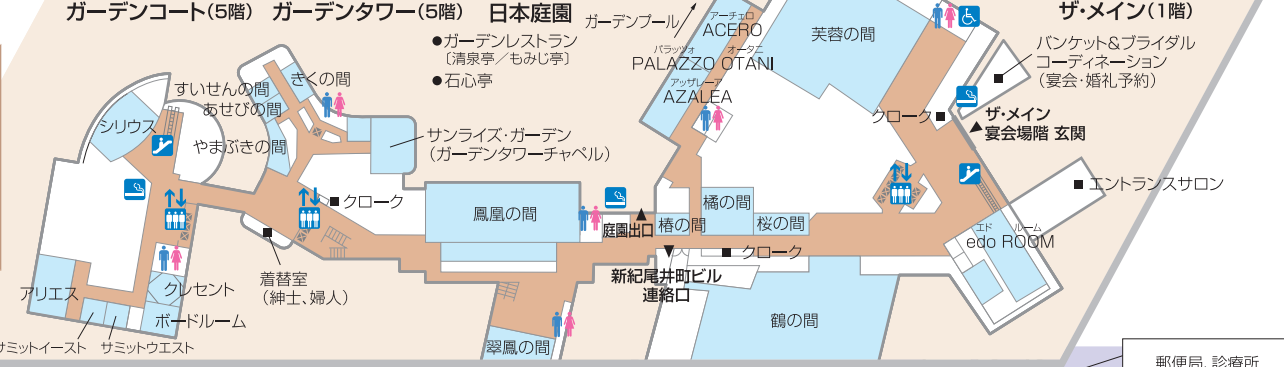 ガーデンコート(5階)
ガーデンタワー(5階)
日本庭園
●ガーデンレストラン
〔清泉亭／もみじ亭〕
●石心亭
ガーデンプール
アーチェロ
ACERO
パラッツォ オータニ
PALAZZO OTANI
アッザレーア
AZALEA
芙蓉の間
ザ・メイン(1階)
バンケット&ブライダル
コーディネーション
(宴会・婚礼予約)
クローク
ザ・メイン
宴会場階 玄関
エントランスサロン
すいせんの間
あせびの間
きくの間
シリウス
やまぶきの間
サンライズ・ガーデン
(ガーデンタワーチャペル)
クローク
鳳凰の間
庭園出口
椿の間
橘の間
桜の間
クローク
エド ルーム
edo ROOM
新紀尾井町ビル
連絡口
着替室
(紳士、婦人)
アリエス
クレセント
ボードルーム
サミットイースト
サミットウエスト
翠鳳の間
鶴の間
郵便局、診療所